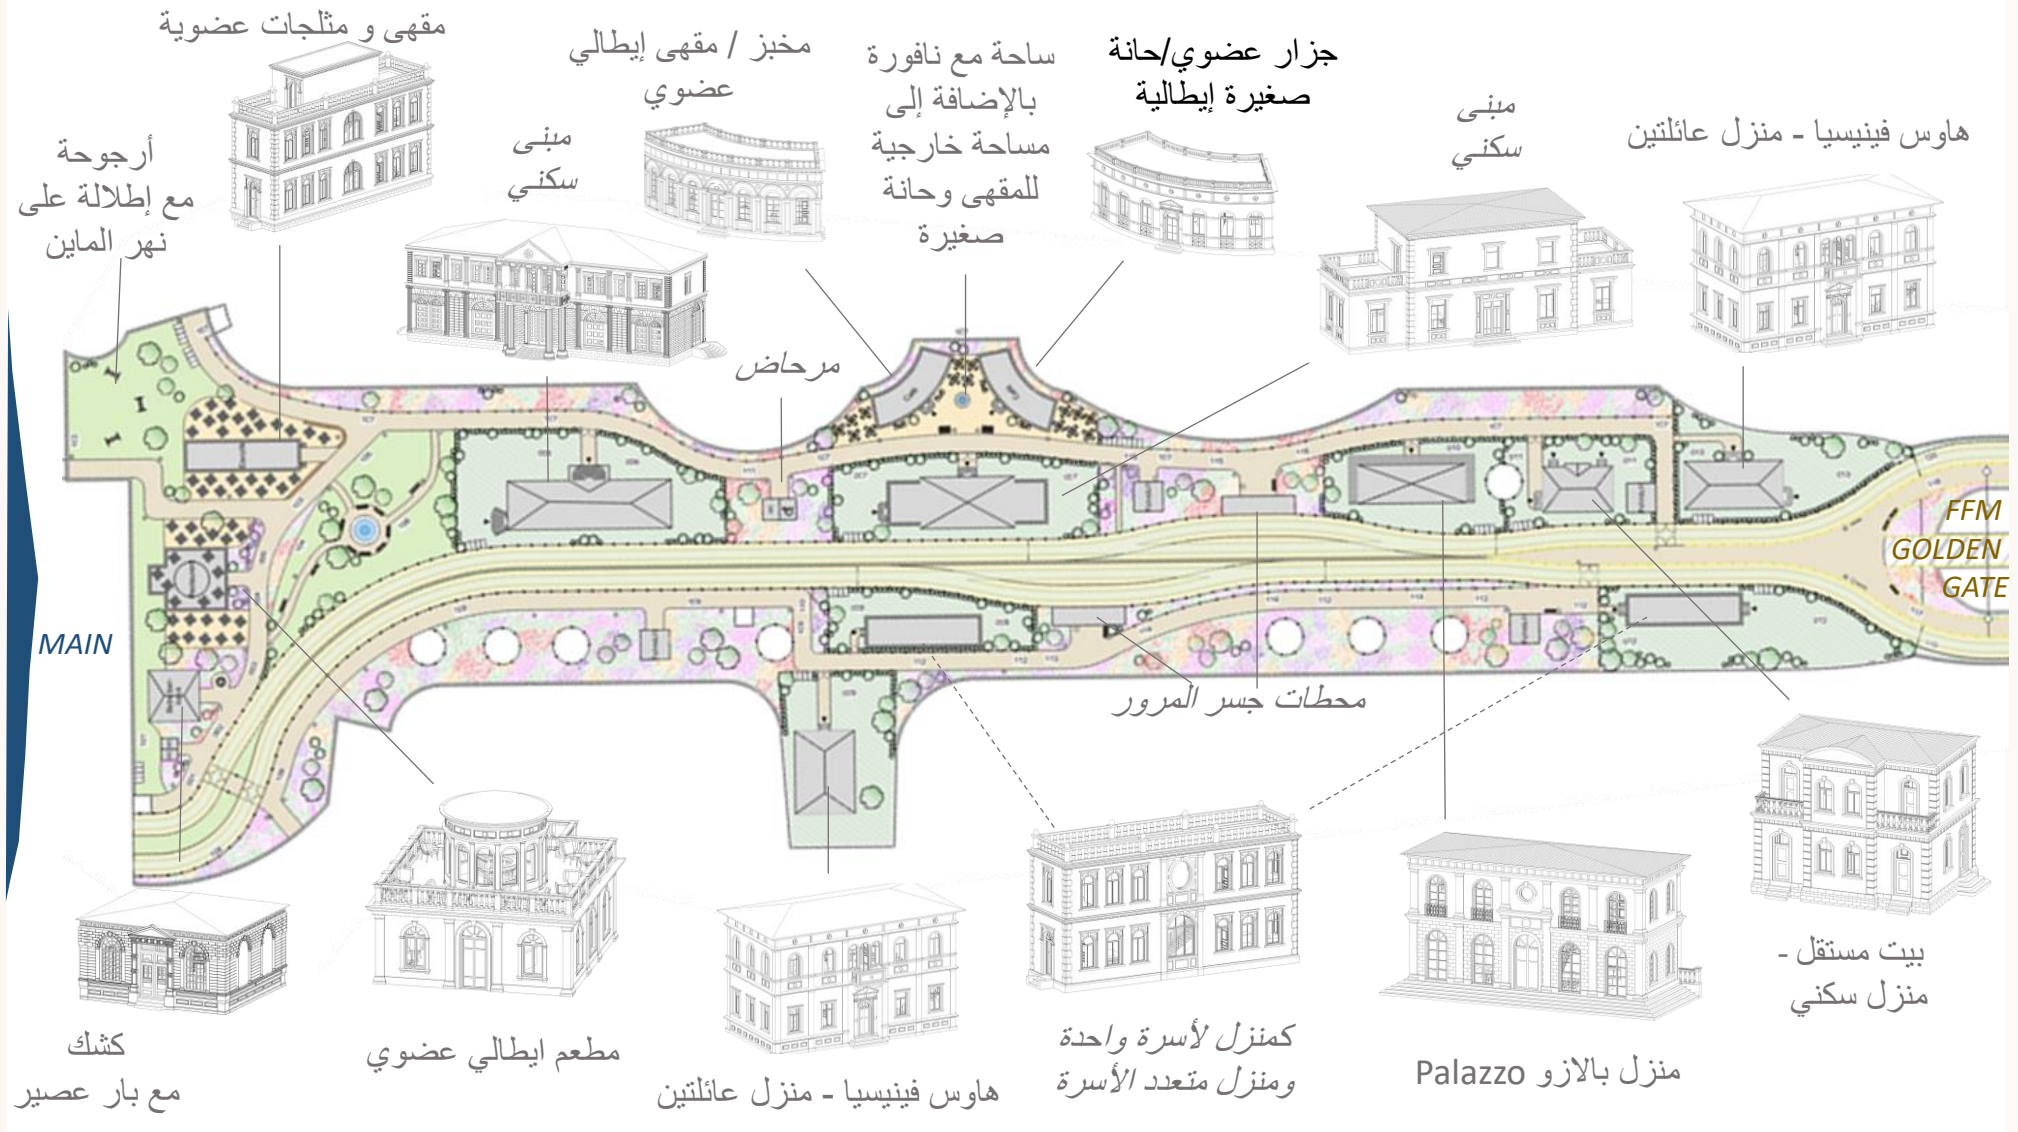 مقهى و مثلجات عضوية
مخبز / مقهى إيطالي
عضوي
ساحة مع نافورة
بالإضافة إلى
مساحة خارجية
للمقهى وحانة
صغيرة
جزار عضوي/حانة
صغيرة إيطالية
مبنى
سكني
هاوس فينيسيا - منزل عائلتين
أرجوحة
مع إطلالة على
نهر الماين
مبنى
سكني
مرحاض
FFM
GOLDEN
GATE
MAIN
محطات جسر المرور
كشك
مع بار عصير
مطعم ايطالي عضوي
هاوس فينيسيا - منزل عائلتين
كمنزل لأسرة واحدة
ومنزل متعدد الأسرة
منزل بالازو Palazzo
بيت مستقل -
منزل سكني